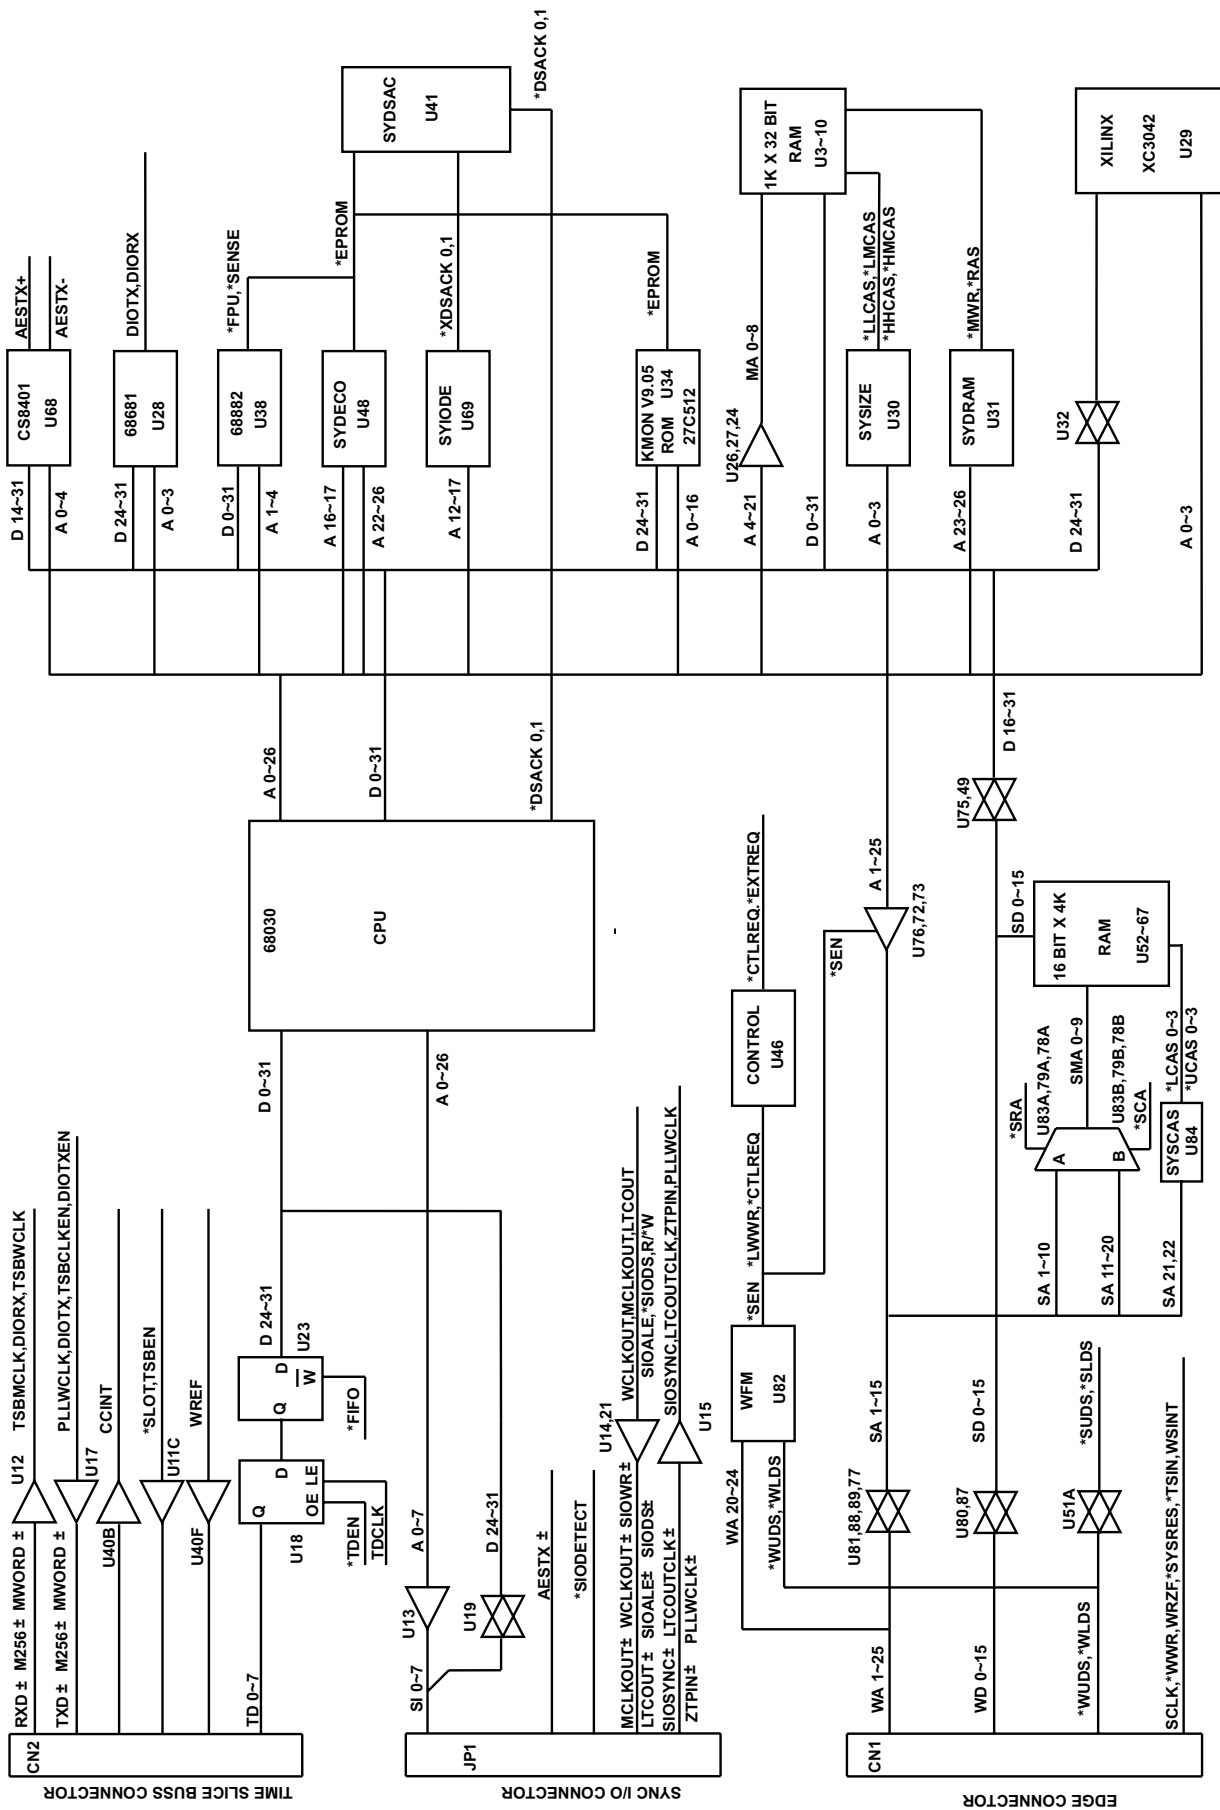 TIME SLICE BUSS CONNECTOR
CN2
RXD ± M256 ± MWORD ±
U12
TSBMCLK,DIORX,TSBWCLK
TXD ± M256 ± MWORD ±
U17
PLLWCLK,DIOTX,TSBCLKEN,DIOTXEN
U40B
CCINT
U11C
*SLOT,TSBEN
U40F
WREF
TD 0~7
U18
Q
D
OE LE
*TDEN
TDCLK
Q
D
W
U23
*FIFO
D 24~31
D 0~31
A 0~26
68030
CPU
A 0~26
D 0~31
*DSACK 0,1
D 14~31
A 0~4
CS8401
U68
AESTX+
AESTX-
D 24~31
A 0~3
68681
U28
DIOTX,DIORX
D 0~31
A 1~4
68882
U38
*FPU,*SENSE
A 16~17
A 22~26
SYDECO
U48
*EPROM
A 12~17
SYIODE
U69
*XDSACK 0,1
SYDSAC
U41
*DSACK 0,1
SYNC I/O CONNECTOR
JP1
SI 0~7
U13
A 0~7
U19
D 24~31
AESTX ±
*SIODETECT
MCLKOUT± WCLKOUT ± SIOWR ±
LTCOUT ± SIOALE± SIODS±
U14,21
WCLKOUT,MCLKOUT,LTCOUT
SIOALE,*SIODS,R/*W
SIOSYNC± LTCOUTCLK±
ZTPIN± PLLWCLK±
U15
SIOSYNC,LTCOUTCLK,ZTPIN,PLLWCLK
D 24~31
A 0~16
KMON V9.05
ROM U34
27C512
*EPROM
A 4~21
U26,27,24
MA 0~8
D 0~31
1K X 32 BIT
RAM
U3~10
A 0~3
SYSIZE
U30
*LLCAS,*LMCAS
*HHCAS,*HMCAS
A 23~26
SYDRAM
U31
*MWR,*RAS
D 24~31
U32
A 0~3
XILINX
XC3042
U29
EDGE CONNECTOR
CN1
WA 20~24
*WUDS,*WLDS
WFM
U82
*SEN *LWWR,*CTLREQ
CONTROL
U46
*CTLREQ.*EXTREQ
*SEN
WA 1~25
U81,88,89,77
SA 1~15
U76,72,73
A 1~25
WD 0~15
U80,87
SD 0~15
U75,49
D 16~31
SD 0~15
*WUDS,*WLDS
U51A
*SUDS,*SLDS
SCLK,*WWR,WRZF,*SYSRES,*TSIN,WSINT
SA 1~10
SA 11~20
SA 21,22
A
B
*SRA
U83A,79A,78A
SMA 0~9
U83B,79B,78B
*SCA
SYSCAS
U84
*LCAS 0~3
*UCAS 0~3
16 BIT X 4K
RAM
U52~67